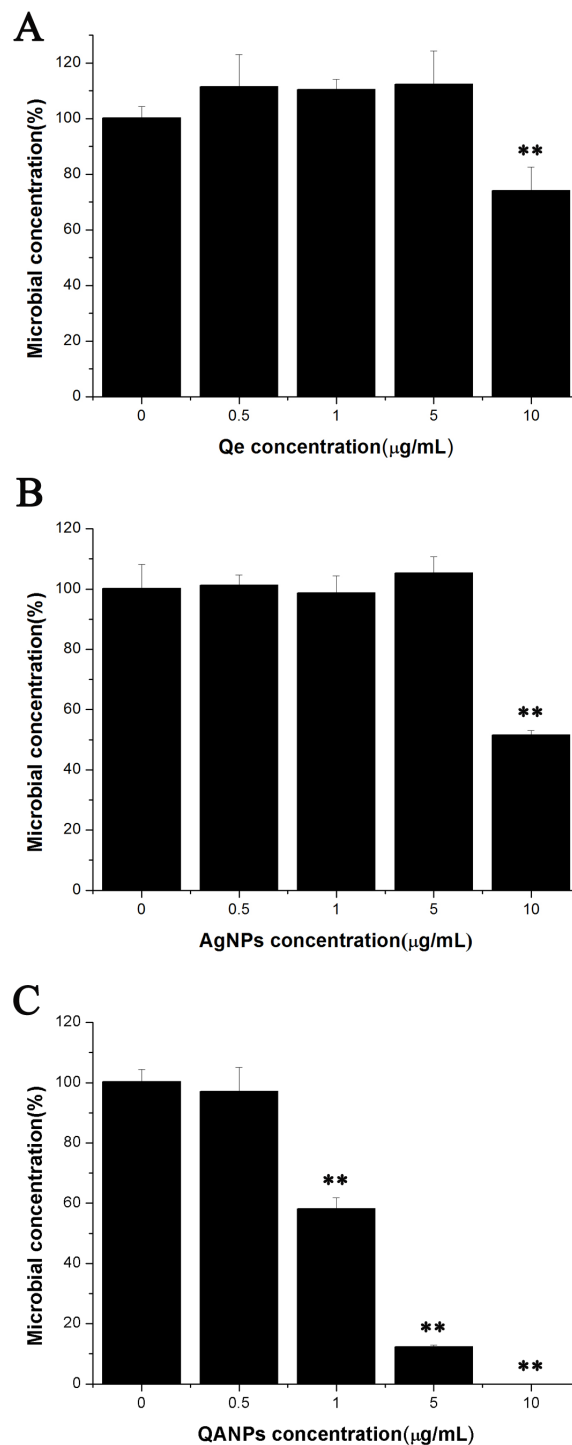 A
120
100
80
60
40
20
0
Microbial concentration(%)
**
0 0.5 1 5 10
Qe concentration(μg/mL)
B
120
100
80
60
40
20
0
Microbial concentration(%)
**
0 0.5 1 5 10
AgNPs concentration(μg/mL)
C
120
100
80
60
40
20
0
Microbial concentration(%)
**
**
**
0 0.5 1 5 10
QANPs concentration(μg/mL)